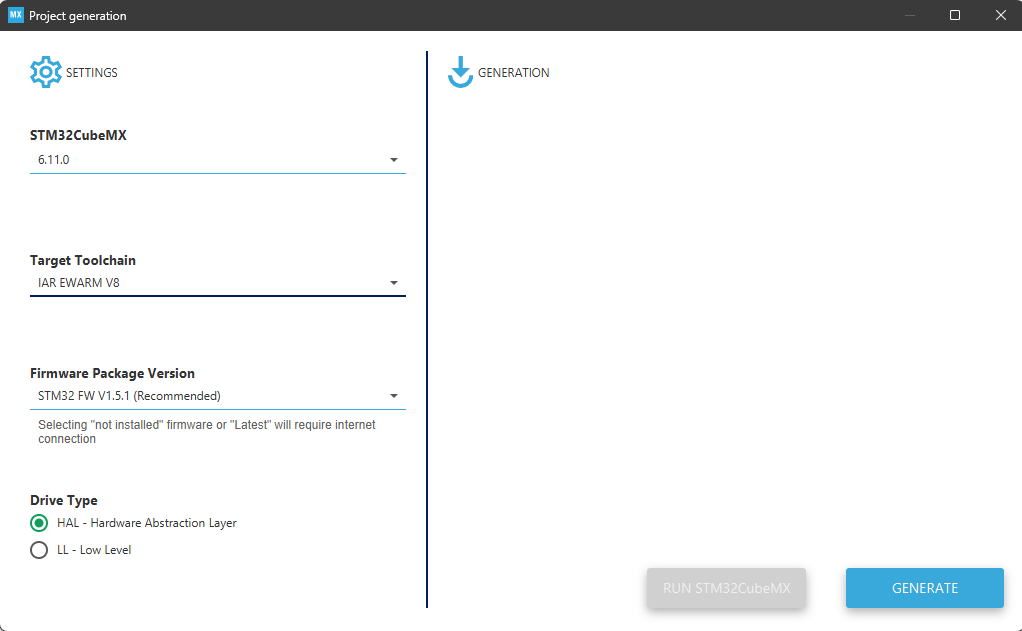 MX Project generation
SETTINGS
STM32CubeMX
6.11.0
Target Toolchain
IAR EWARM V8
Firmware Package Version
STM32 FW V1.5.1 (Recommended)
Selecting "not installed" firmware or "Latest" will require internet
connection
Drive Type
HAL - Hardware Abstraction Layer
LL - Low Level
GENERATION
RUN STM32CubeMX
GENERATE